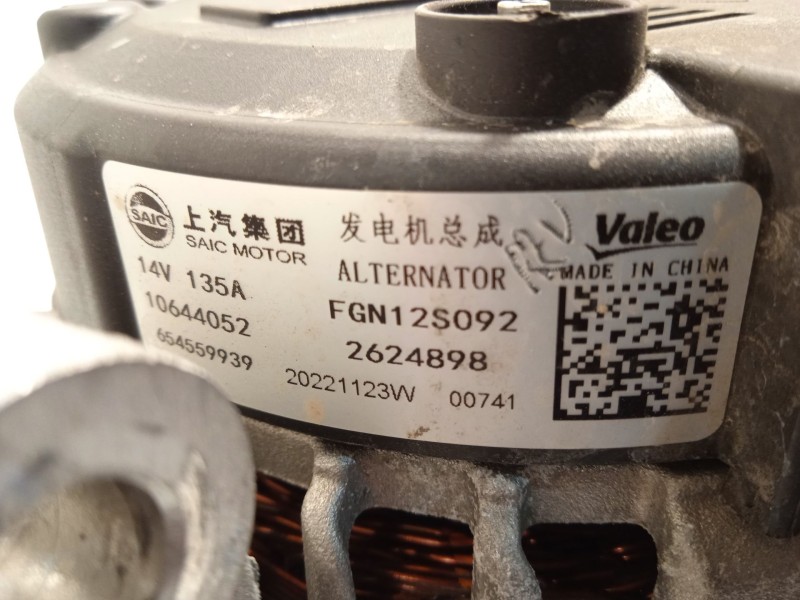 SAIC 上汽集团
SAIC MOTOR
发电机总成
Valeo
14V 135A
ALTERNATOR
MADE IN CHINA
10644052
FGN12S092
654559939
2624898
20221123W 00741